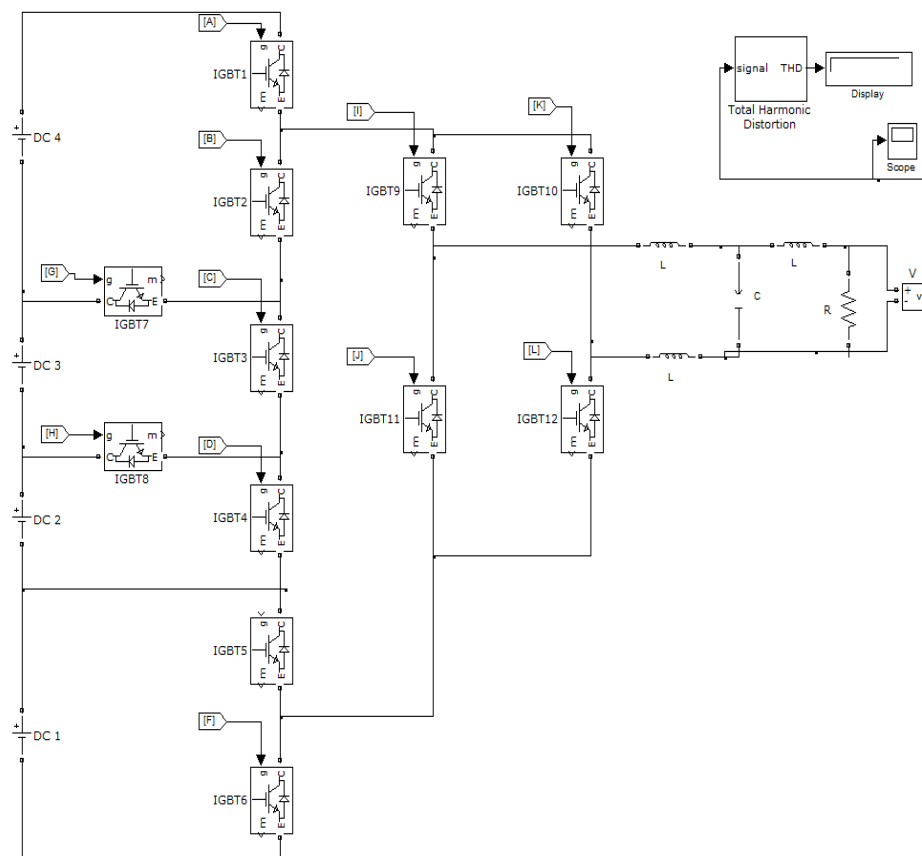 [A]
g
C
IGBT1
E
E
+
DC 4
[B]
g
C
IGBT2
E
E
[I]
g
C
IGBT9
E
E
[K]
g
C
IGBT10
E
E
signal THD
Total Harmonic
Distortion
Display
Scope
[G]
g m
C E
IGBT7
[C]
g
C
IGBT3
E
E
+
DC 3
L
L
C
R
V
+
-
v
L
[J]
g
C
IGBT11
E
E
[L]
g
C
IGBT12
E
E
[H]
g m
C E
IGBT8
[D]
g
C
IGBT4
E
E
+
DC 2
g
C
IGBT5
E
E
+
DC 1
[F]
g
C
IGBT6
E
E